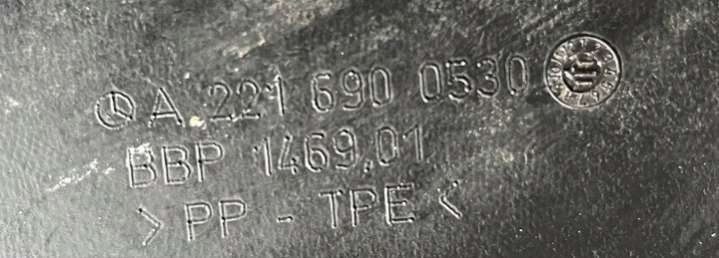 A 221 690 0530
BBP 1469.01
> PP - TPE <